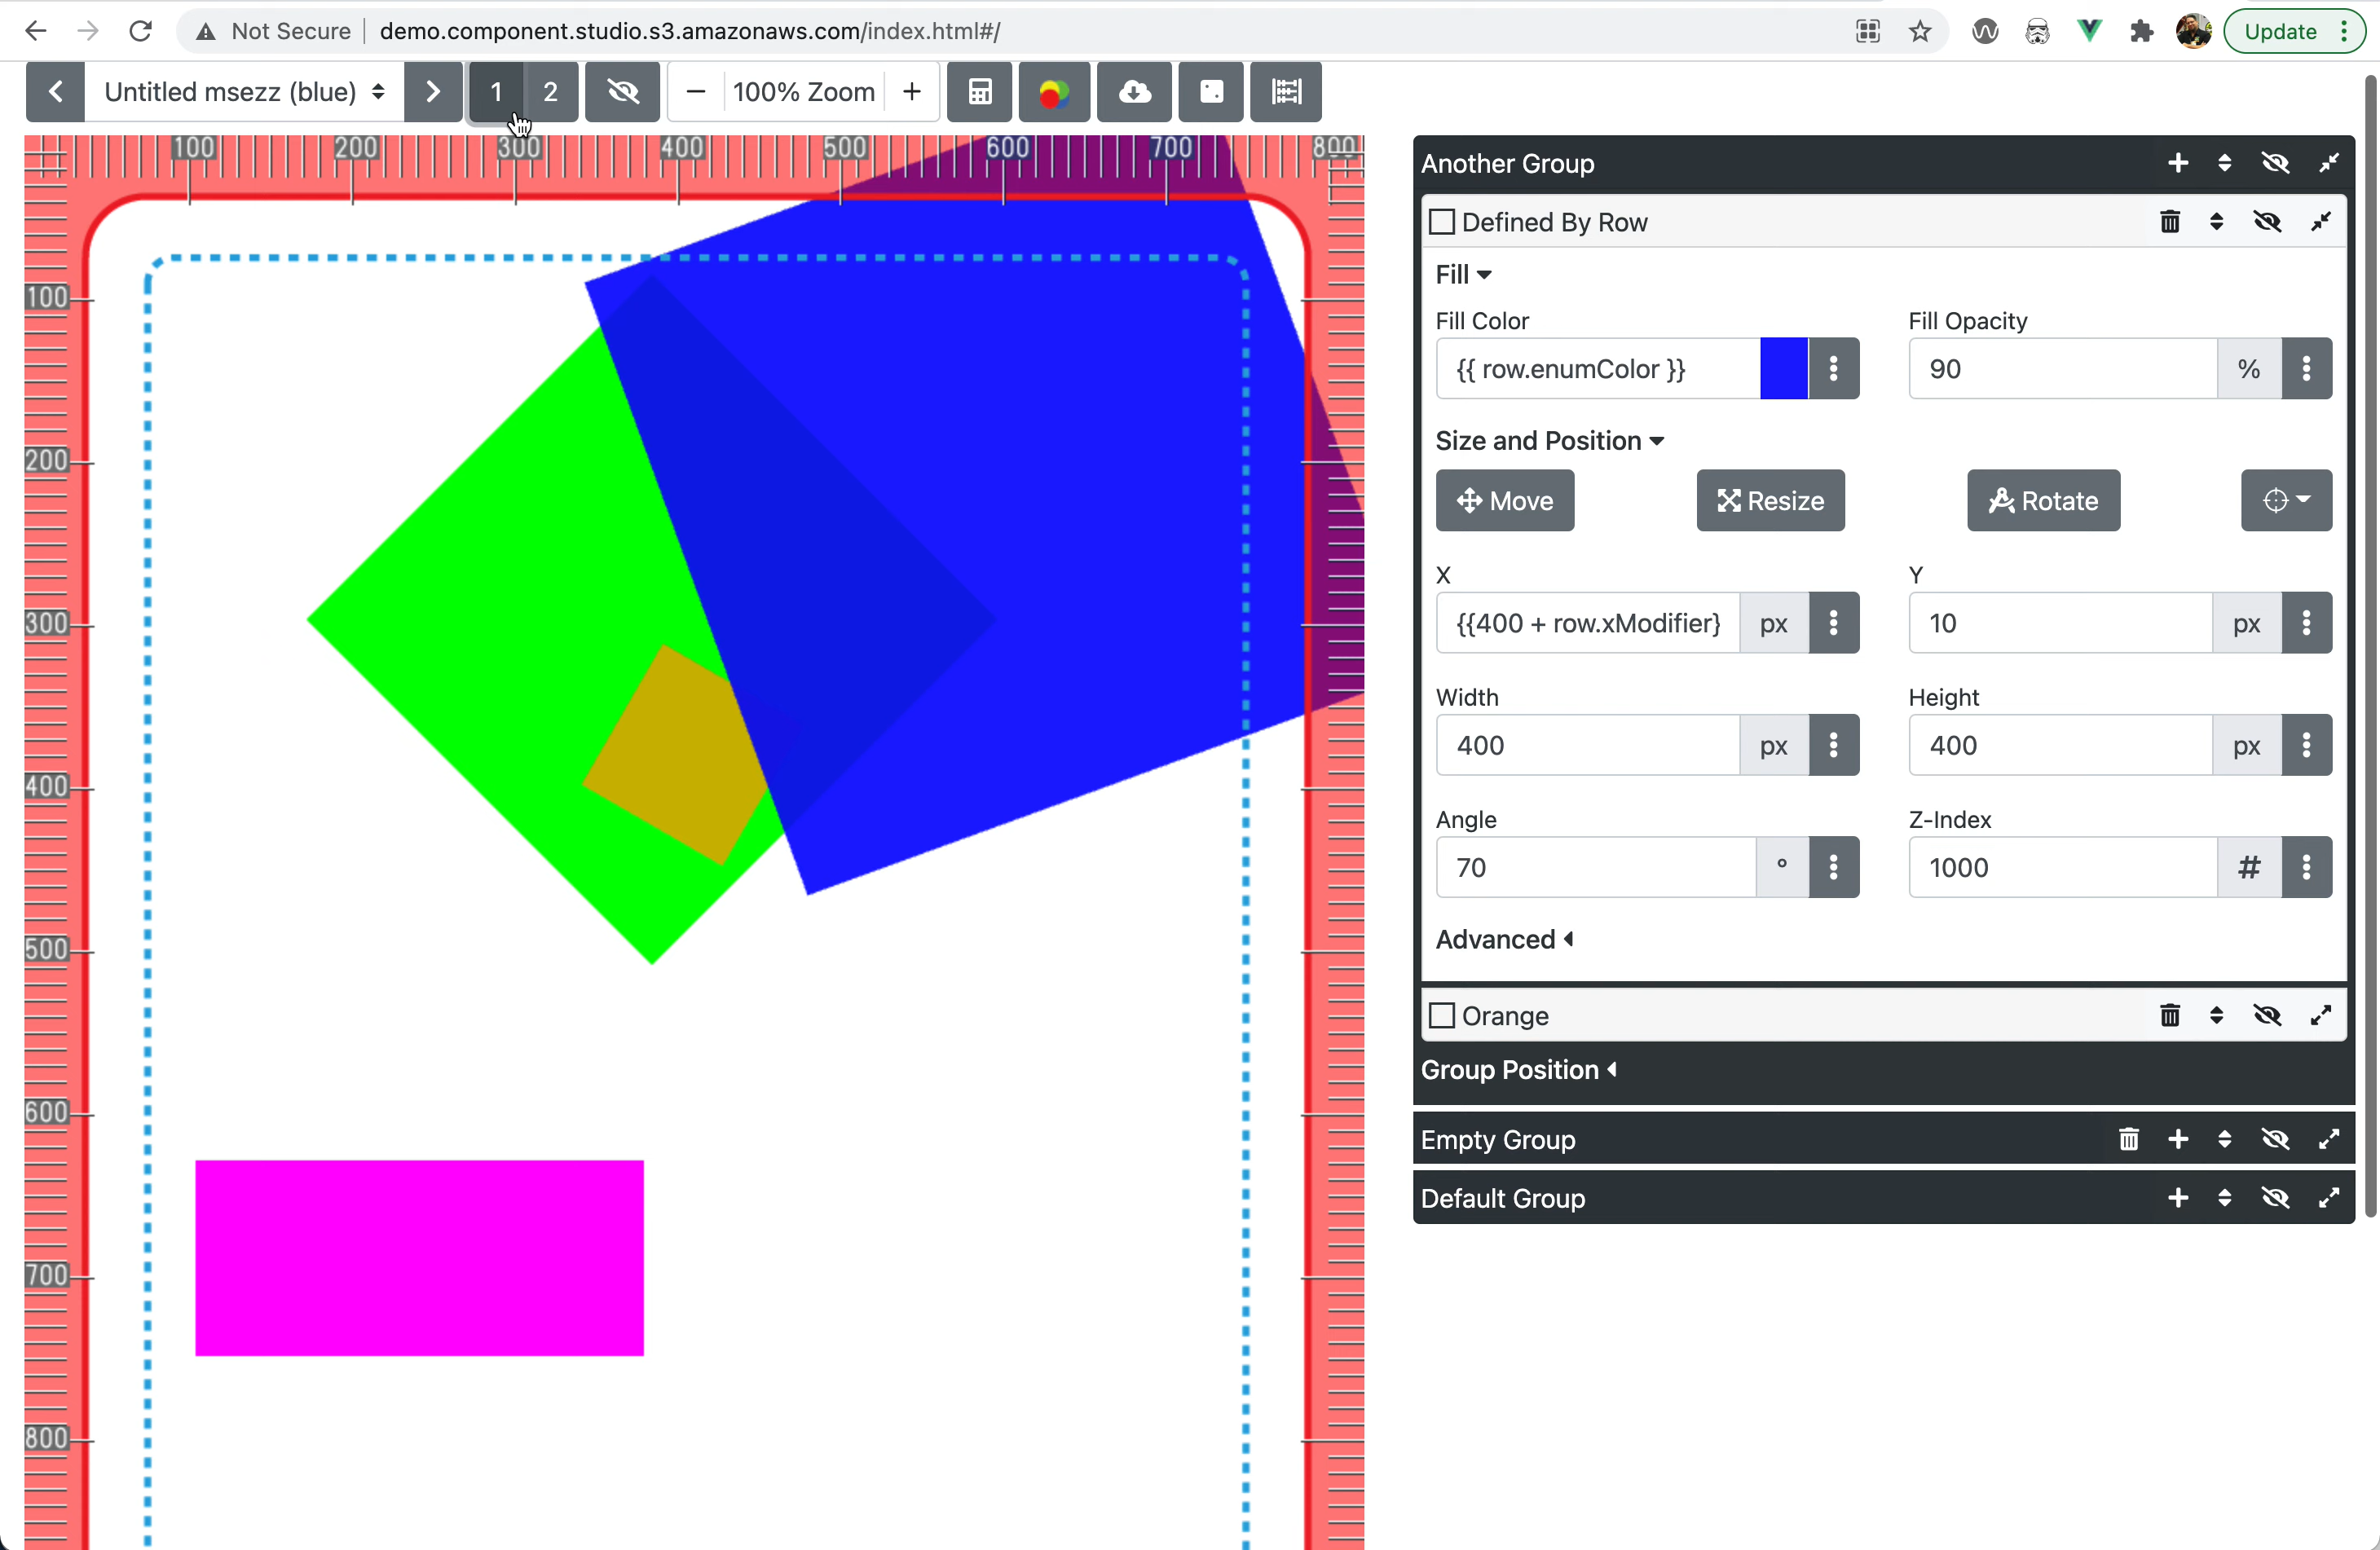 Not Secure demo.component.studio.s3.amazonaws.com/index.html#/ Update
Untitled msezz (blue) 1 2 100% Zoom
100 200 300 400 500 600 700 800
100
200
300
400
500
600
700
800
Another Group
Defined By Row
Fill
Fill Color Fill Opacity
{{ row.enumColor }} 90 %
Size and Position
Move Resize Rotate
X Y
{{400 + row.xModifier} px 10 px
Width Height
400 px 400 px
Angle Z-Index
70 ° 1000 #
Advanced
Orange
Group Position
Empty Group
Default Group